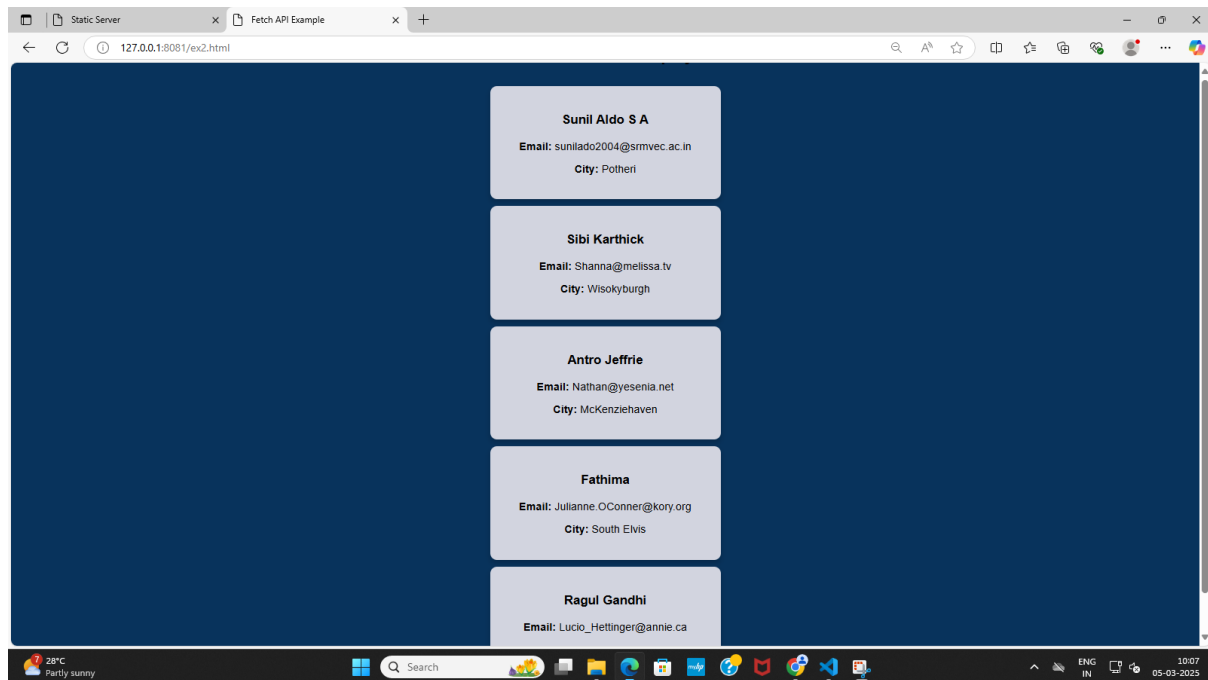 Static Server
Fetch API Example
127.0.0.1:8081/ex2.html
Sunil Aldo S A
Email: sunilado2004@srmvec.ac.in
City: Potheri
Sibi Karthick
Email: Shanna@melissa.tv
City: Wisokyburgh
Antro Jeffrie
Email: Nathan@yesenia.net
City: McKenziehaven
Fathima
Email: Julianne.OConner@kory.org
City: South Elvis
Ragul Gandhi
Email: Lucio_Hettinger@annie.ca
7
28°C
Partly sunny
Search
ENG
IN
10:07
05-03-2025